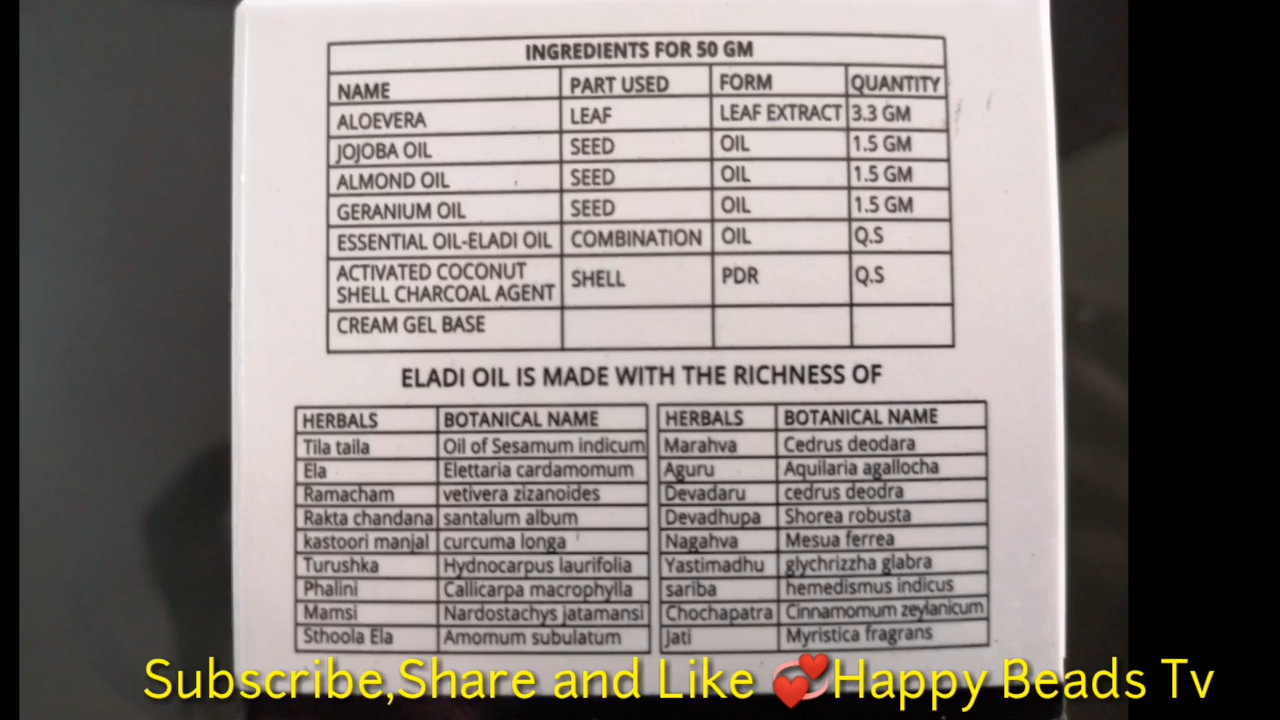 INGREDIENTS FOR 50 GM
NAME PART USED FORM QUANTITY
ALOEVERA LEAF LEAF EXTRACT 3.3 GM
JOJOBA OIL SEED OIL 1.5 GM
ALMOND OIL SEED OIL 1.5 GM
GERANIUM OIL SEED OIL 1.5 GM
ESSENTIAL OIL-ELADI OIL COMBINATION OIL Q.S
ACTIVATED COCONUT
SHELL CHARCOAL AGENT SHELL PDR Q.S
CREAM GEL BASE
ELADI OIL IS MADE WITH THE RICHNESS OF
HERBALS BOTANICAL NAME HERBALS BOTANICAL NAME
Tila taila Oil of Sesamum indicum Marahva Cedrus deodara
Ela Elettaria cardamomum Aguru Aquilaria agallocha
Ramacham vetivera zizanoides Devadaru cedrus deodra
Rakta chandana santalum album Devadhupa Shorea robusta
kastoori manjal curcuma longa Nagahva Mesua ferrea
Turushka Hydnocarpus laurifolia Yastimadhu glychrizzha glabra
Phalini Callicarpa macrophylla sariba hemedismus indicus
Mamsi Nardostachys jatamansi Chochapatra Cinnamomum zeylanicum
Sthoola Ela Amomum subulatum Jati Myristica fragrans
Subscribe,Share and Like 💞Happy Beads Tv